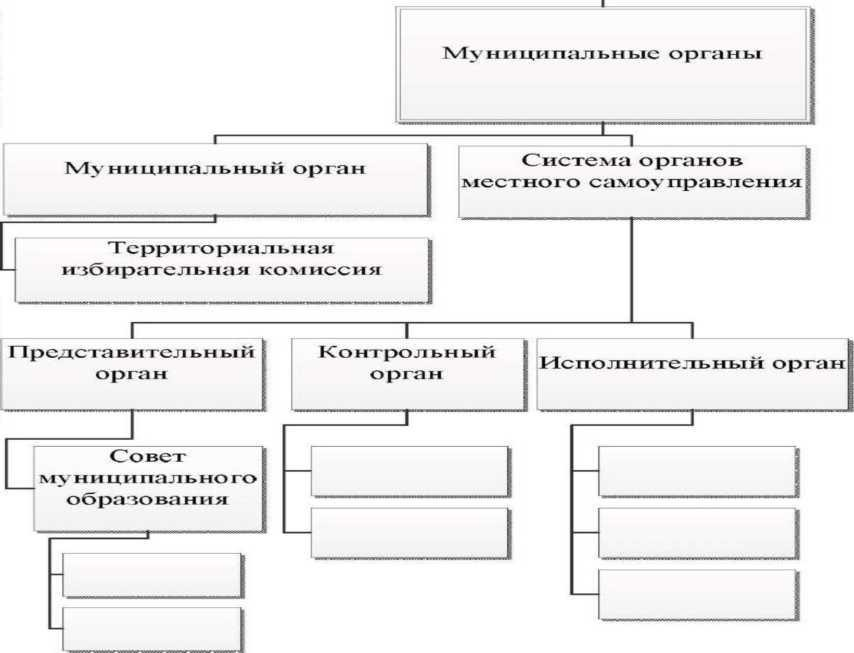 Муниципальные органы
Муниципальный орган
Система органов
местного самоуправления
Территориальная
избирательная комиссия
Представительный
орган
Контрольный
орган
Исполнительный орган
Совет
муниципального
образования